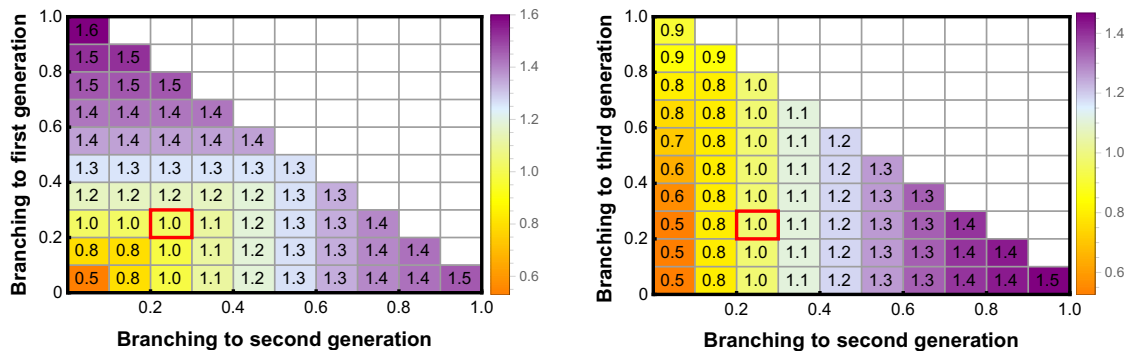 1.0
0.8
0.6
0.4
0.2
0
Branching to first generation
1.6
1.5 1.5
1.5 1.5 1.5
1.4 1.4 1.4 1.4
1.4 1.4 1.4 1.4 1.4
1.3 1.3 1.3 1.3 1.3 1.3
1.2 1.2 1.2 1.2 1.2 1.3 1.3
1.0 1.0 1.0 1.1 1.2 1.3 1.3 1.4
0.8 0.8 1.0 1.1 1.2 1.3 1.3 1.4 1.4
0.5 0.8 1.0 1.1 1.2 1.3 1.3 1.4 1.4 1.5
0.2 0.4 0.6 0.8 1.0
Branching to second generation
1.6
1.4
1.2
1.0
0.8
0.6
1.0
0.8
0.6
0.4
0.2
0
Branching to third generation
0.9
0.9 0.9
0.8 0.8 1.0
0.8 0.8 1.0 1.1
0.7 0.8 1.0 1.1 1.2
0.6 0.8 1.0 1.1 1.2 1.3
0.6 0.8 1.0 1.1 1.2 1.3 1.3
0.5 0.8 1.0 1.1 1.2 1.3 1.3 1.4
0.5 0.8 1.0 1.1 1.2 1.3 1.3 1.4 1.4
0.5 0.8 1.0 1.1 1.2 1.3 1.3 1.4 1.4 1.5
0.2 0.4 0.6 0.8 1.0
Branching to second generation
1.4
1.2
1.0
0.8
0.6